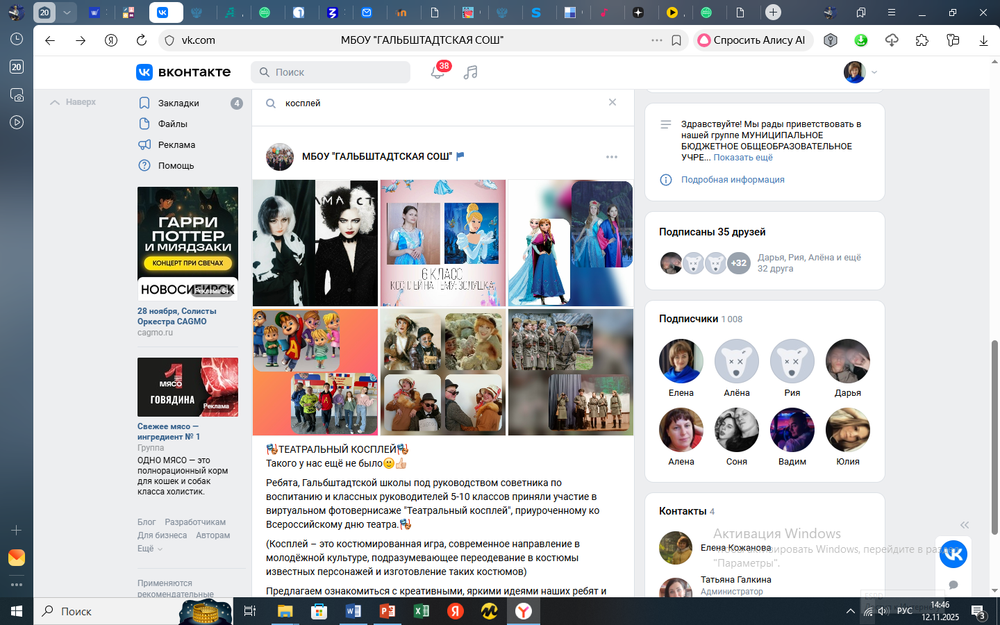 20
vk.com
МБОУ "ГАЛЬБШТАДТСКАЯ СОШ"
Спросить Алису AI
20
вконтакте
Поиск
38
Наверх
Закладки
4
Файлы
Реклама
Помощь
ГАРРИ
ПОТТЕР
И МИЯДЗАКИ
КОНЦЕРТ ПРИ СВЕЧАХ
НОВОСИБИРСК
Реклама 6+
28 ноября, Солисты
Оркестра CAGMO
cagmo.ru
1
МЯСО
ГОВЯДИНА
Реклама
Свежее мясо —
ингредиент № 1
Группа
ОДНО МЯСО — это
полнорационный корм
для кошек и собак
класса холистик.
Блог Разработчикам
Для бизнеса Авторам
Ещё
Применяются
рекомендательные
косплей
МБОУ "ГАЛЬБШТАДТСКАЯ СОШ"
6 КЛАСС
КОСПЛЕЙ НА ТЕМУ: ЗОЛУШКА
ТЕАТРАЛЬНЫЙ КОСПЛЕЙ
Такого у нас ещё не было
Ребята, Гальбштадтской школы под руководством советника по
воспитанию и классных руководителей 5-10 классов приняли участие в
виртуальном фотовернисаже "Театральный косплей", приуроченному ко
Всероссийскому дню театра.
(Косплей – это костюмированная игра, современное направление в
молодёжной культуре, подразумевающее переодевание в костюмы
известных персонажей и изготовление таких костюмов)
Предлагаем ознакомиться с креативными, яркими идеями наших ребят и
Здравствуйте! Мы рады приветствовать в
нашей группе МУНИЦИПАЛЬНОЕ
БЮДЖЕТНОЕ ОБЩЕОБРАЗОВАТЕЛЬНОЕ
УЧРЕ... Показать ещё
Подробная информация
Подписаны 35 друзей
+32
Дарья, Рия, Алёна и ещё
32 друга
Подписчики 1 008
Елена
Алёна
Рия
Дарья
Алена
Соня
Вадим
Юлия
Контакты 4
Елена Кожанова
Татьяна Галкина
Администратор
Активация Windows
Чтобы активировать Windows, перейдите в раздел
"Параметры".
Поиск
РУС
14:46
12.11.2025
3